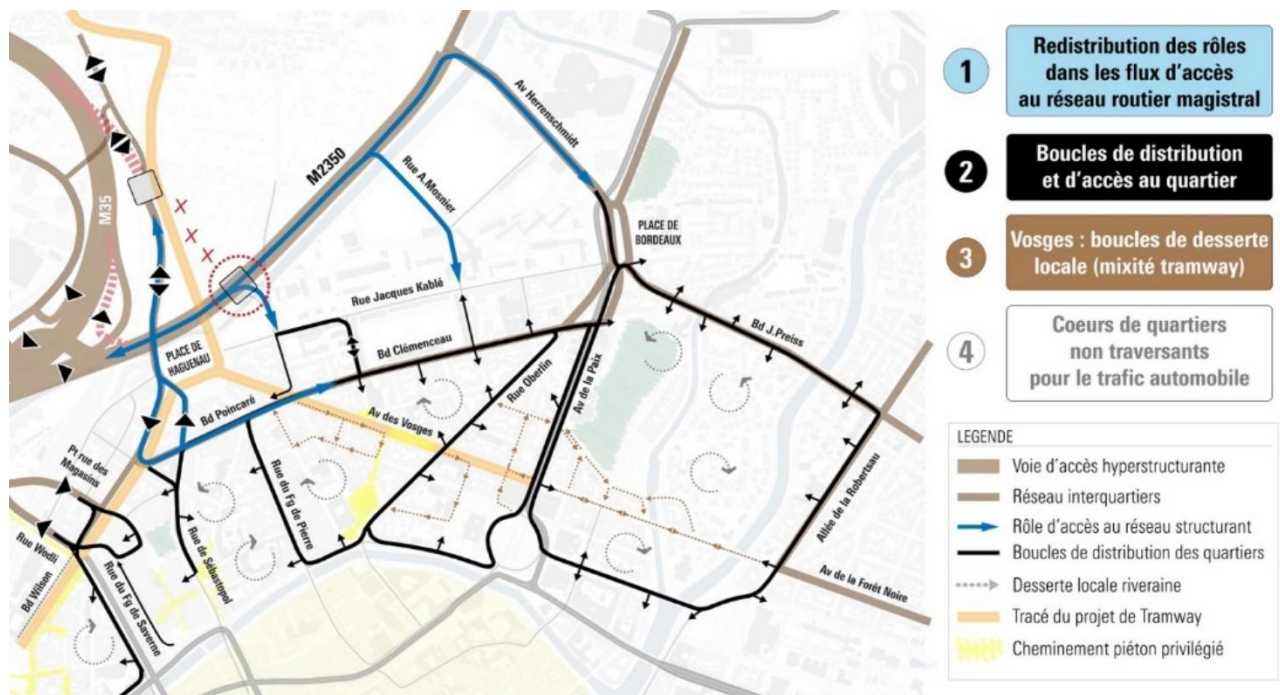 Av Herrenschmidt
M2350
Rue A.Mosnier
M35
PLACE DE
BORDEAUX
Rue Jacques Kablé
PLACE DE
HAGUENAU
Bd Clémenceau
Bd J.Preiss
Bd Poincaré
Rue Oberlin
Av de la Paix
Av des Vosges
Pt rue des
Magasins
Rue du Fg de Pierre
Allée de la Robertsau
Rue Wodli
Bd Wilson
Rue de Sébastopol
Rue du Fg de Saverne
Av de la Forêt Noire
1
Redistribution des rôles
dans les flux d'accès
au réseau routier magistral
2
Boucles de distribution
et d'accès au quartier
3
Vosges : boucles de desserte
locale (mixité tramway)
4
Coeurs de quartiers
non traversants
pour le trafic automobile
LEGENDE
Voie d'accès hyperstructurante
Réseau interquartiers
Rôle d'accès au réseau structurant
Boucles de distribution des quartiers
Desserte locale riveraine
Tracé du projet de Tramway
Cheminement piéton privilégié